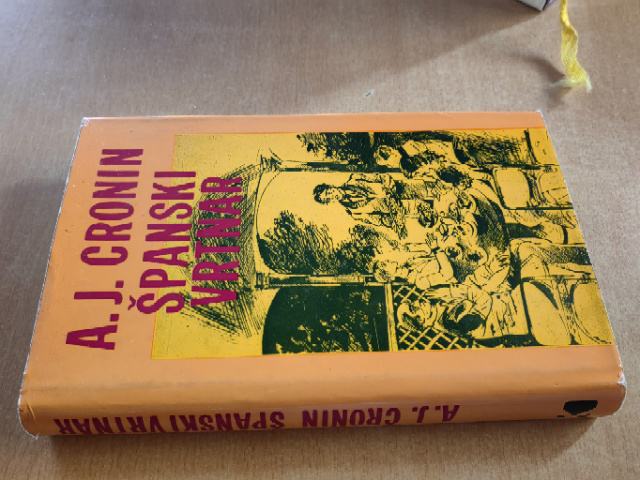 A. J. CRONIN
ŠPANSKI
VRTNAR
A. J. CRONIN ŠPANSKI VRTNAR